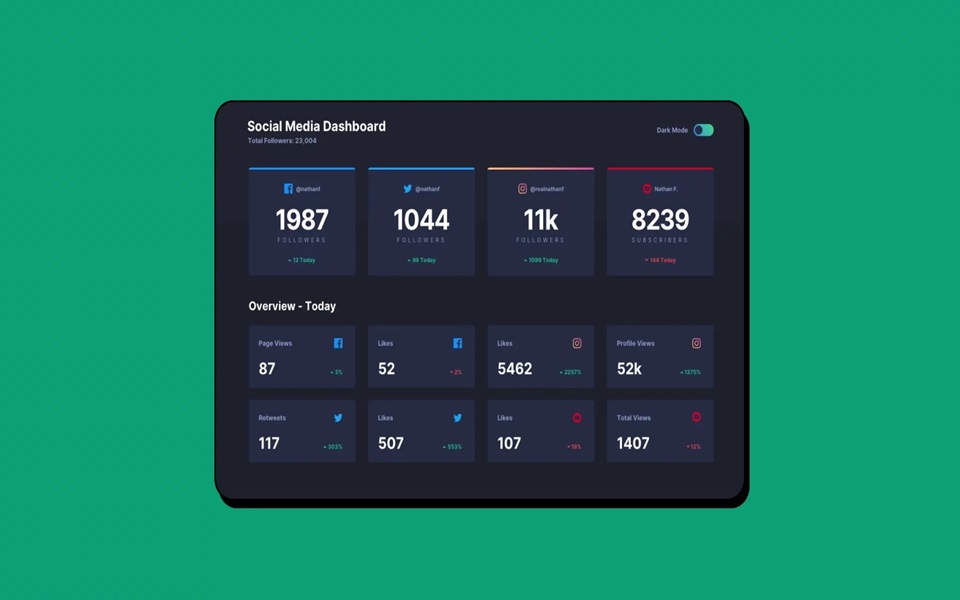 Social Media Dashboard
Total Followers: 23,004
Dark Mode
@nathanf
1987
FOLLOWERS
12 Today
@nathanf
1044
FOLLOWERS
99 Today
@realnathanf
11k
FOLLOWERS
1099 Today
Nathan F.
8239
SUBSCRIBERS
144 Today
Overview - Today
Page Views
87
3%
Likes
52
2%
Likes
5462
2257%
Profile Views
52k
1375%
Retweets
117
303%
Likes
507
553%
Likes
107
19%
Total Views
1407
12%